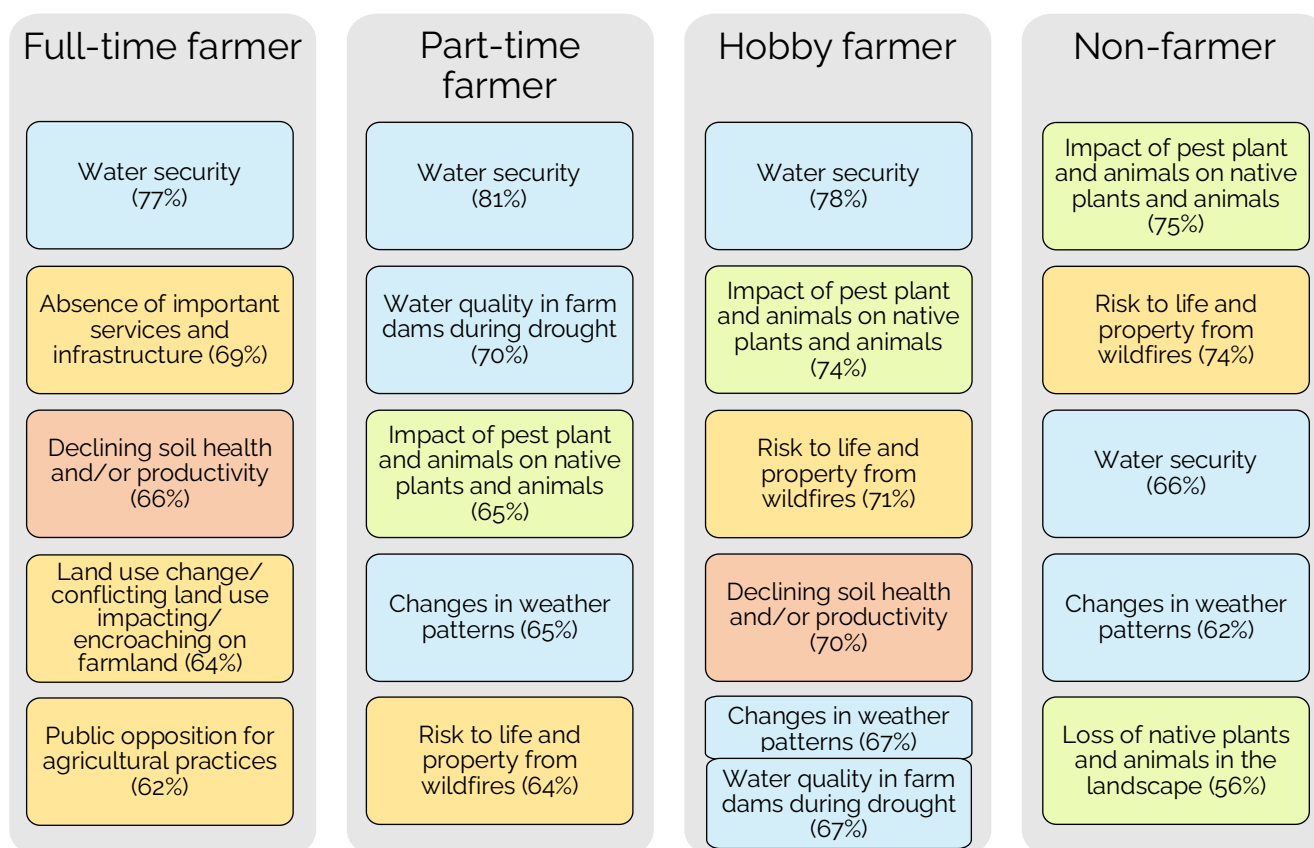 Full-time farmer
Water security
(77%)
Absence of important
services and
infrastructure (69%)
Declining soil health
and/or productivity
(66%)
Land use change/
conflicting land use
impacting/
encroaching on
farmland (64%)
Public opposition for
agricultural practices
(62%)
Part-time
farmer
Water security
(81%)
Water quality in farm
dams during drought
(70%)
Impact of pest plant
and animals on native
plants and animals
(65%)
Changes in weather
patterns (65%)
Risk to life and
property from
wildfires (64%)
Hobby farmer
Water security
(78%)
Impact of pest plant
and animals on native
plants and animals
(74%)
Risk to life and
property from
wildfires (71%)
Declining soil health
and/or productivity
(70%)
Changes in weather
patterns (67%)
Water quality in farm
dams during drought
(67%)
Non-farmer
Impact of pest plant
and animals on native
plants and animals
(75%)
Risk to life and
property from
wildfires (74%)
Water security
(66%)
Changes in weather
patterns (62%)
Loss of native plants
and animals in the
landscape (56%)